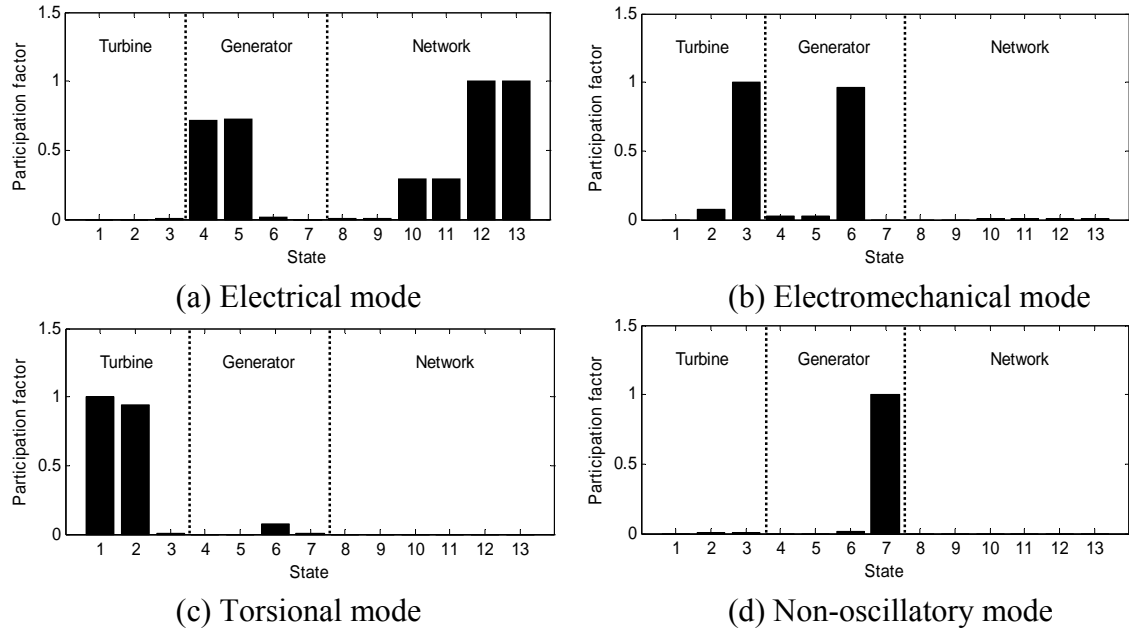 1.5
Turbine Generator Network
1
0.5
0
Participation factor
1 2 3 4 5 6 7 8 9 10 11 12 13
State
(a) Electrical mode
1.5
Turbine Generator Network
1
0.5
0
Participation factor
1 2 3 4 5 6 7 8 9 10 11 12 13
State
(b) Electromechanical mode
1.5
Turbine Generator Network
1
0.5
0
Participation factor
1 2 3 4 5 6 7 8 9 10 11 12 13
State
(c) Torsional mode
1.5
Turbine Generator Network
1
0.5
0
Participation factor
1 2 3 4 5 6 7 8 9 10 11 12 13
State
(d) Non-oscillatory mode